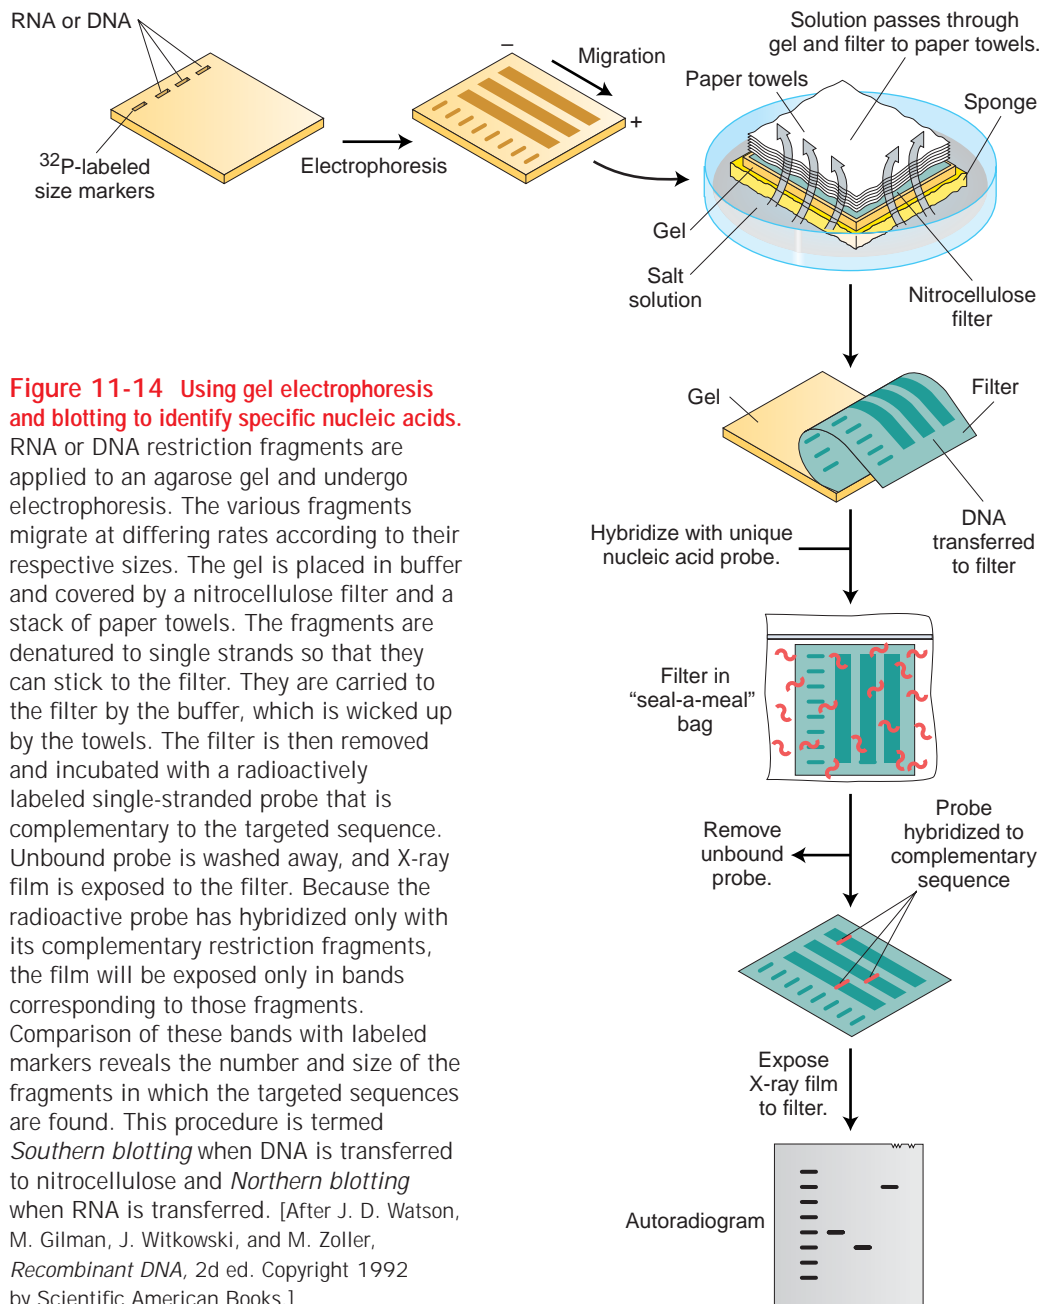 RNA or DNA
32P-labeled
size markers
Electrophoresis
–
Migration
+
Solution passes through
gel and filter to paper towels.
Paper towels
Sponge
Gel
Salt
solution
Nitrocellulose
filter
Figure 11-14 Using gel electrophoresis
and blotting to identify specific nucleic acids.
RNA or DNA restriction fragments are
applied to an agarose gel and undergo
electrophoresis. The various fragments
migrate at differing rates according to their
respective sizes. The gel is placed in buffer
and covered by a nitrocellulose filter and a
stack of paper towels. The fragments are
denatured to single strands so that they
can stick to the filter. They are carried to
the filter by the buffer, which is wicked up
by the towels. The filter is then removed
and incubated with a radioactively
labeled single-stranded probe that is
complementary to the targeted sequence.
Unbound probe is washed away, and X-ray
film is exposed to the filter. Because the
radioactive probe has hybridized only with
its complementary restriction fragments,
the film will be exposed only in bands
corresponding to those fragments.
Comparison of these bands with labeled
markers reveals the number and size of the
fragments in which the targeted sequences
are found. This procedure is termed
Southern blotting when DNA is transferred
to nitrocellulose and Northern blotting
when RNA is transferred. [After J. D. Watson,
M. Gilman, J. Witkowski, and M. Zoller,
Recombinant DNA, 2d ed. Copyright 1992
by Scientific American Books.]
Gel
Filter
DNA
transferred
to filter
Hybridize with unique
nucleic acid probe.
Filter in
“seal-a-meal”
bag
Remove
unbound
probe.
Probe
hybridized to
complementary
sequence
Expose
X-ray film
to filter.
Autoradiogram